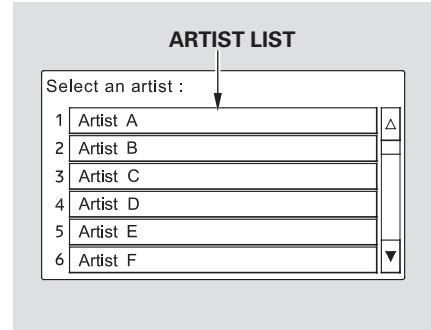 ARTIST LIST
Select an artist :
1 Artist A
2 Artist B
3 Artist C
4 Artist D
5 Artist E
6 Artist F